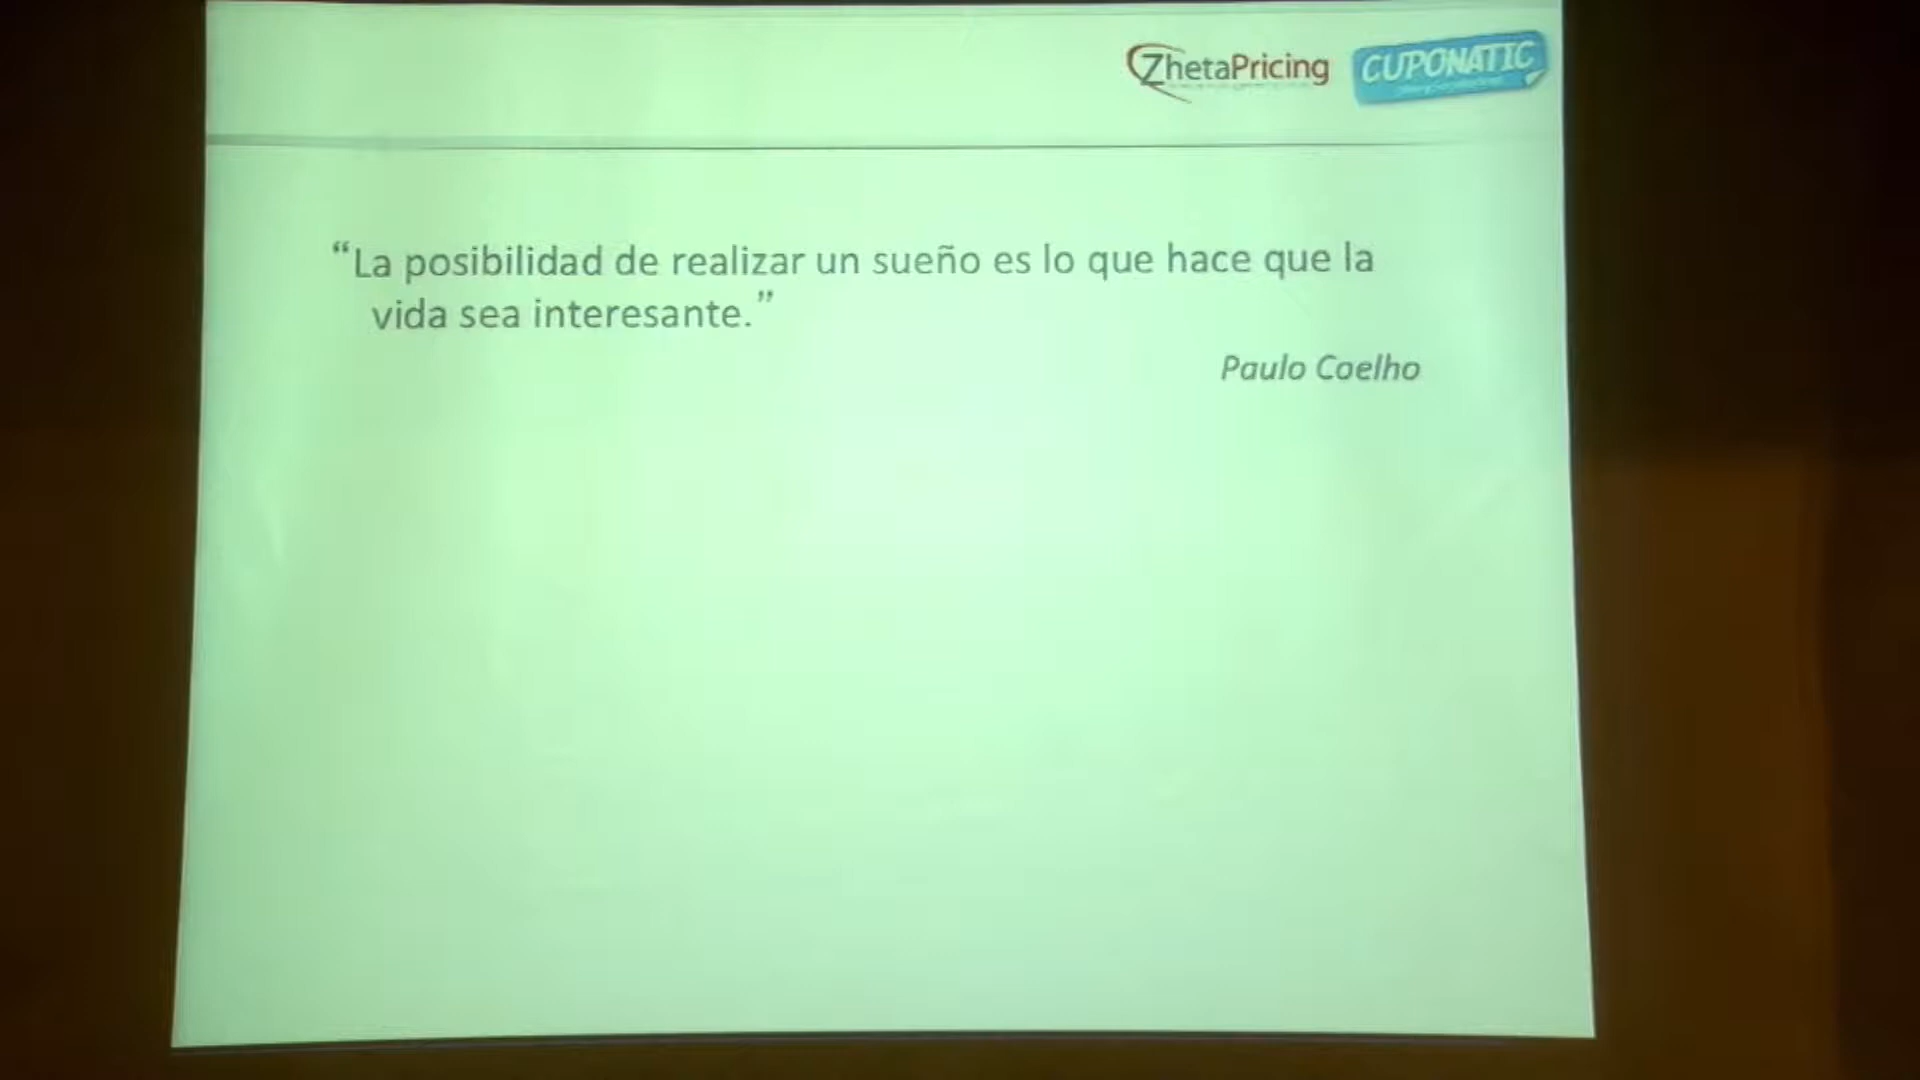 ZhetaPricing
CUPONATIC
“La posibilidad de realizar un sueño es lo que hace que la
vida sea interesante.”
Paulo Coelho